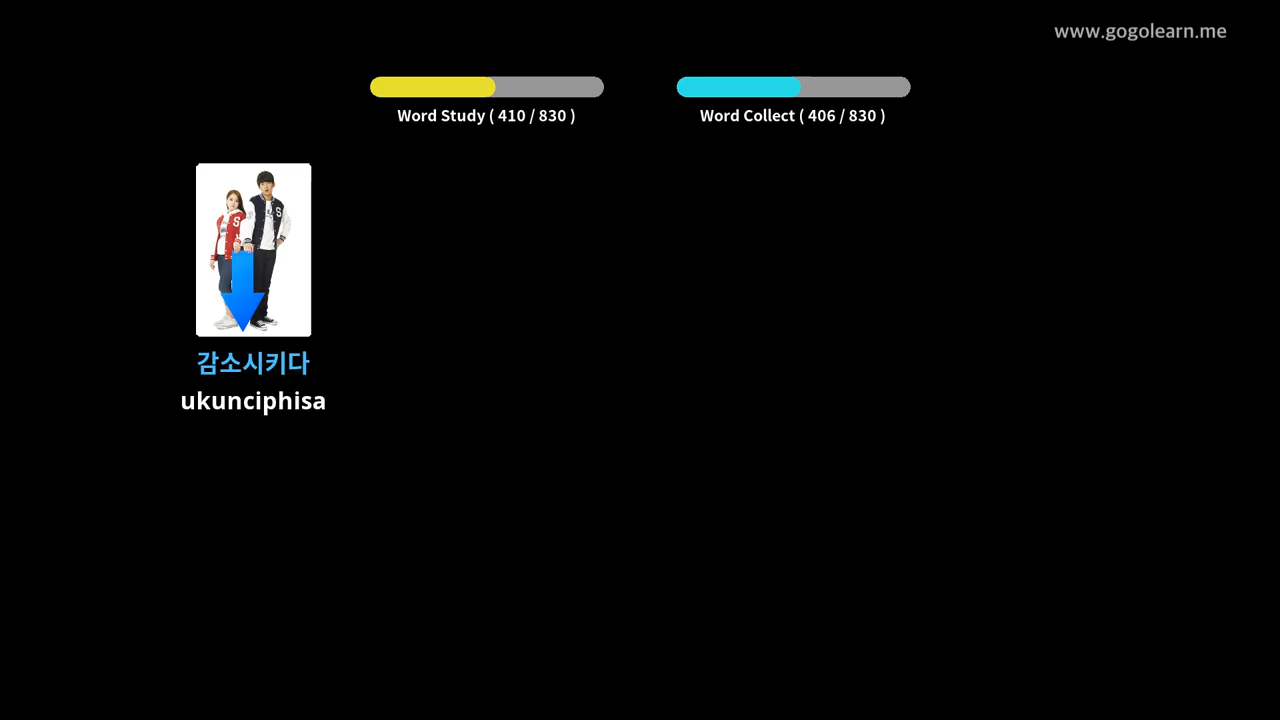 www.gogolearn.me
Word Study ( 410 / 830 )
Word Collect ( 406 / 830 )
S
S
감소시키다
ukunciphisa